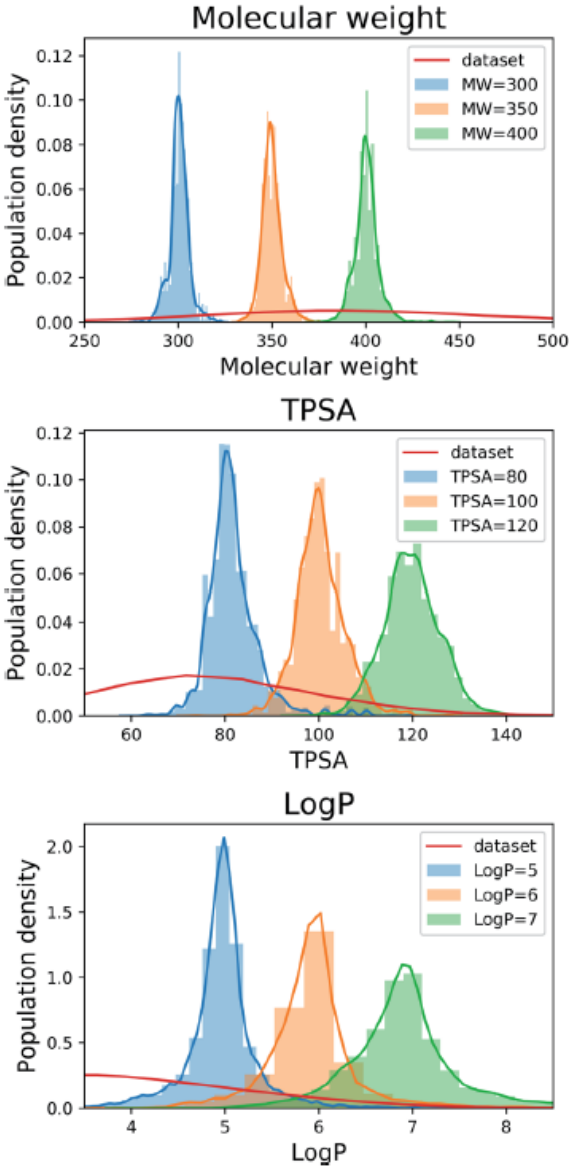 Molecular weight
0.12
0.10
0.08
0.06
0.04
0.02
0.00
Population density
dataset
MW=300
MW=350
MW=400
250 300 350 400 450 500
Molecular weight
TPSA
0.12
0.10
0.08
0.06
0.04
0.02
0.00
Population density
dataset
TPSA=80
TPSA=100
TPSA=120
60 80 100 120 140
TPSA
LogP
2.0
1.5
1.0
0.5
0.0
Population density
dataset
LogP=5
LogP=6
LogP=7
4 5 6 7 8
LogP